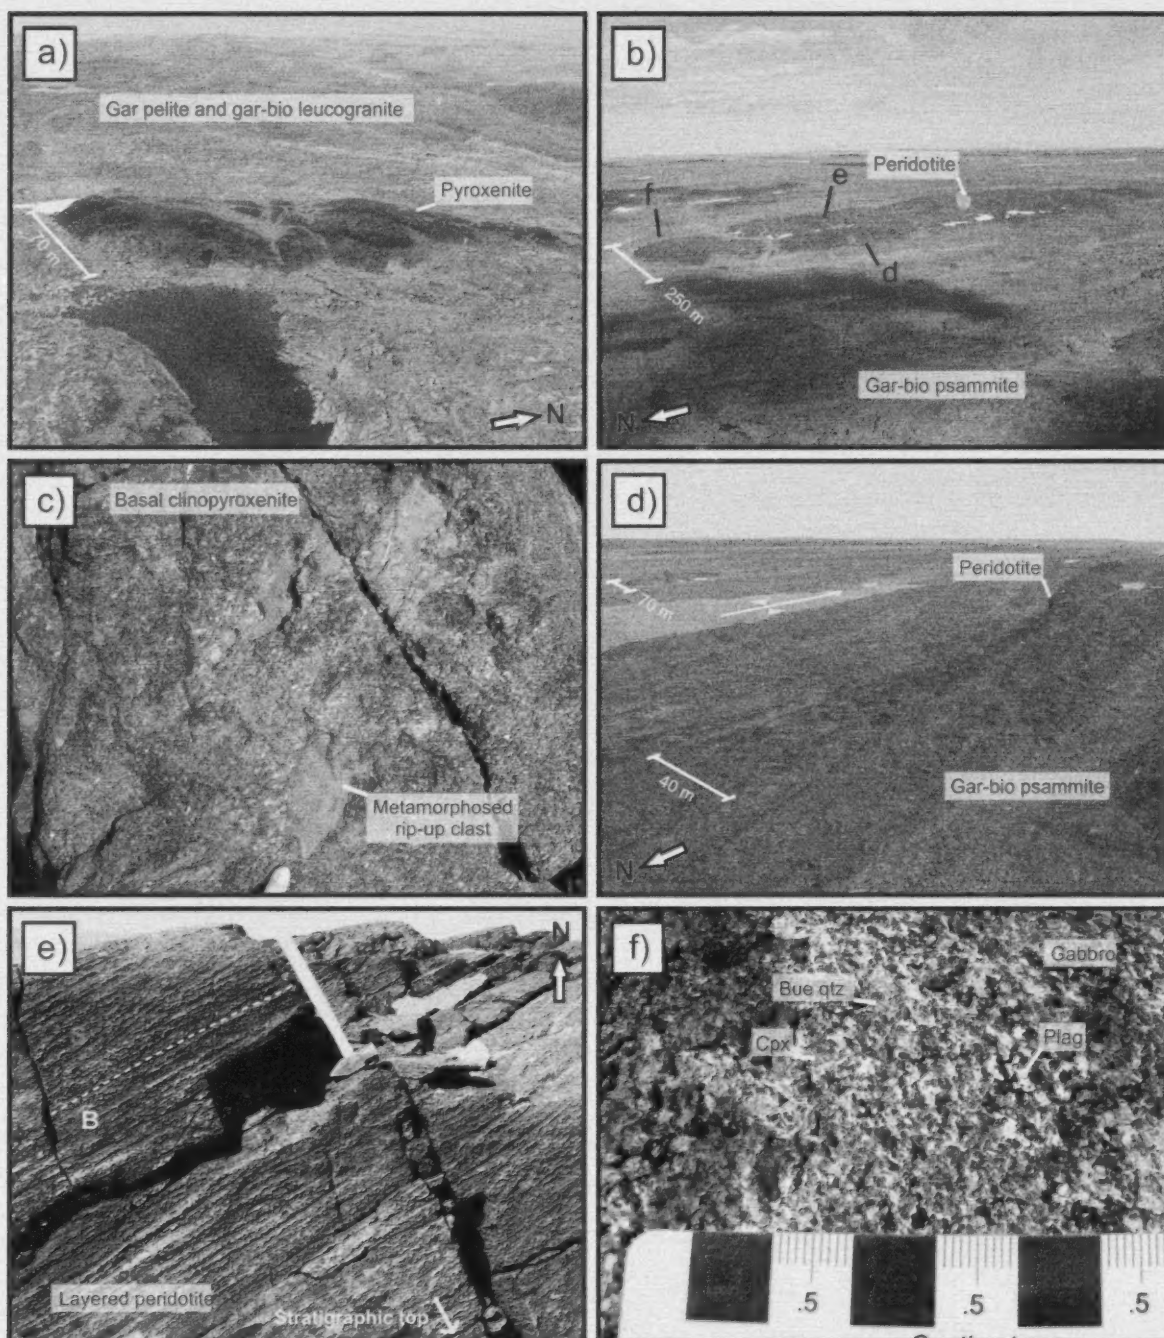 a)
Gar pelite and gar-bio leucogranite
Pyroxenite
70 m
N
b)
Peridotite
e
f
d
250 m
Gar-bio psammite
N
c)
Basal clinopyroxenite
Metamorphosed
rip-up clast
d)
Peridotite
70 m
40 m
Gar-bio psammite
N
e)
N
B
Layered peridotite
Stratigraphic top
f)
Gabbro
Bue qtz
Cpx
Plag
.5
.5
.5